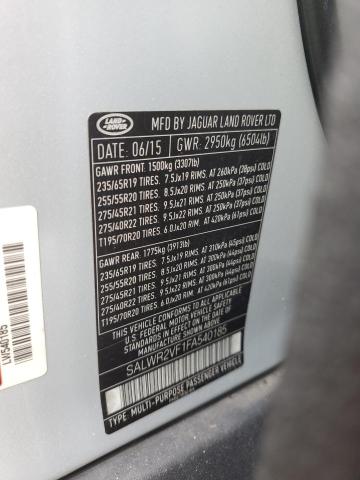 LAND-
ROVER
MFD BY JAGUAR LAND ROVER LTD
DATE: 06/15 GWR: 2950kg (6504lb)
GAWR FRONT: 1500kg (3307lb)
235/65R19 TIRES. 7.5Jx19 RIMS. AT 260kPa (38psi) COLD
255/55R20 TIRES. 8.5Jx20 RIMS. AT 250kPa (37psi) COLD
275/45R21 TIRES. 9.5Jx21 RIMS. AT 250kPa (37psi) COLD
275/40R22 TIRES. 9.5Jx22 RIMS. AT 250kPa (37psi) COLD
T195/70R20 TIRES. 6.0Jx20 RIMS. AT 420kPa (61psi) COLD
GAWR REAR: 1775kg (3913lb)
235/65R19 TIRES. 7.5Jx19 RIMS. AT 310kPa (45psi) COLD
255/55R20 TIRES. 8.5Jx20 RIMS. AT 300kPa (44psi) COLD
275/45R21 TIRES. 9.5Jx21 RIMS. AT 300kPa (44psi) COLD
275/40R22 TIRES. 9.5Jx22 RIMS. AT 300kPa (44psi) COLD
T195/70R20 TIRES. 6.0Jx20 RIMS. AT 420kPa (61psi) COLD
THIS VEHICLE CONFORMS TO ALL APPLICABLE
U.S. FEDERAL MOTOR VEHICLE SAFETY
STANDARDS IN EFFECT ON THE DATE OF
MANUFACTURE SHOWN ABOVE
SALWR2VF1FA540185
TYPE: MULTI-PURPOSE PASSENGER VEHICLE